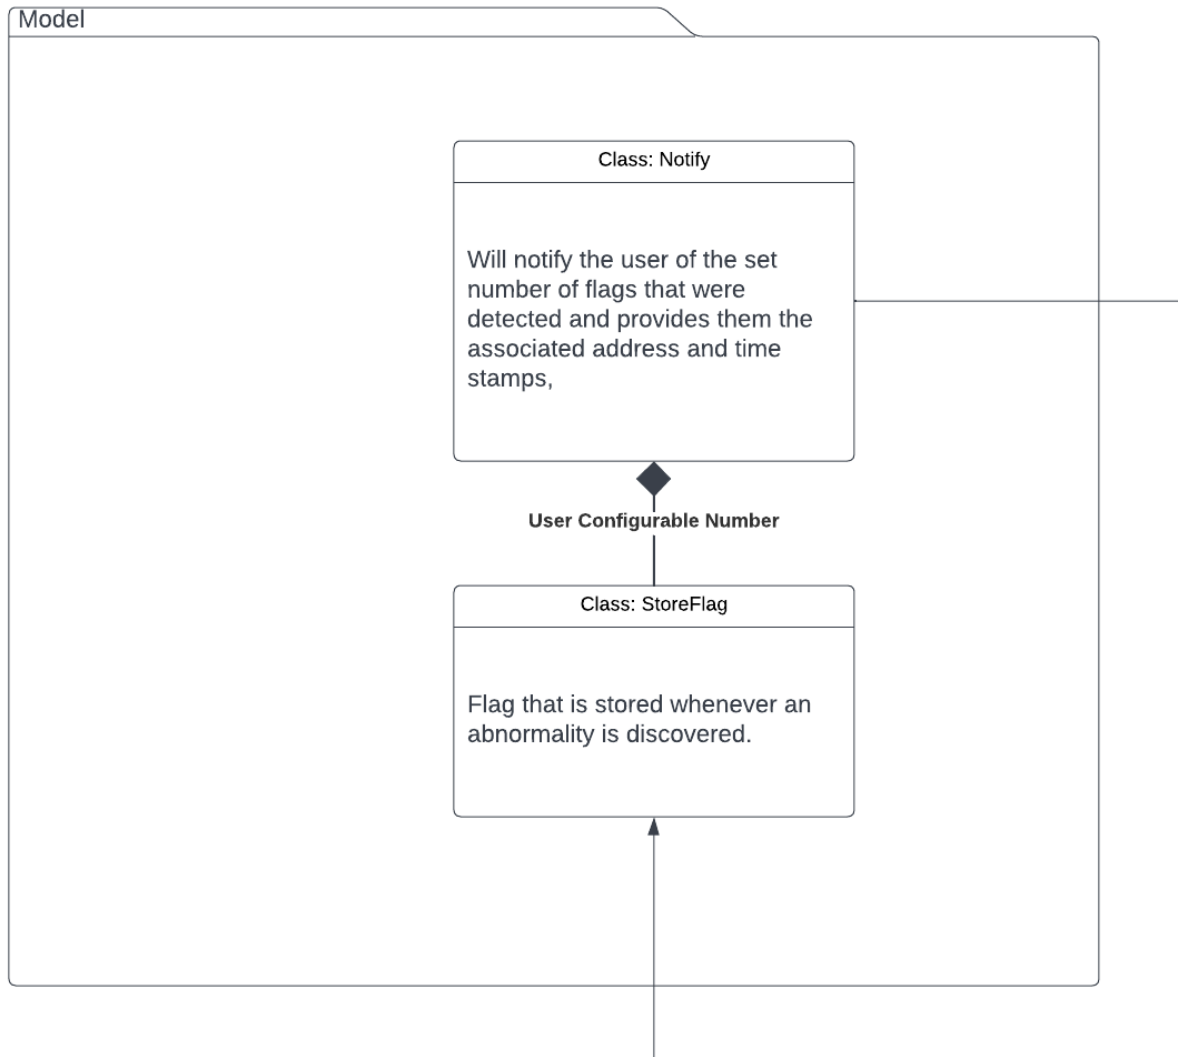 Model
Class: Notify
Will notify the user of the set
number of flags that were
detected and provides them the
associated address and time
stamps,
User Configurable Number
Class: StoreFlag
Flag that is stored whenever an
abnormality is discovered.